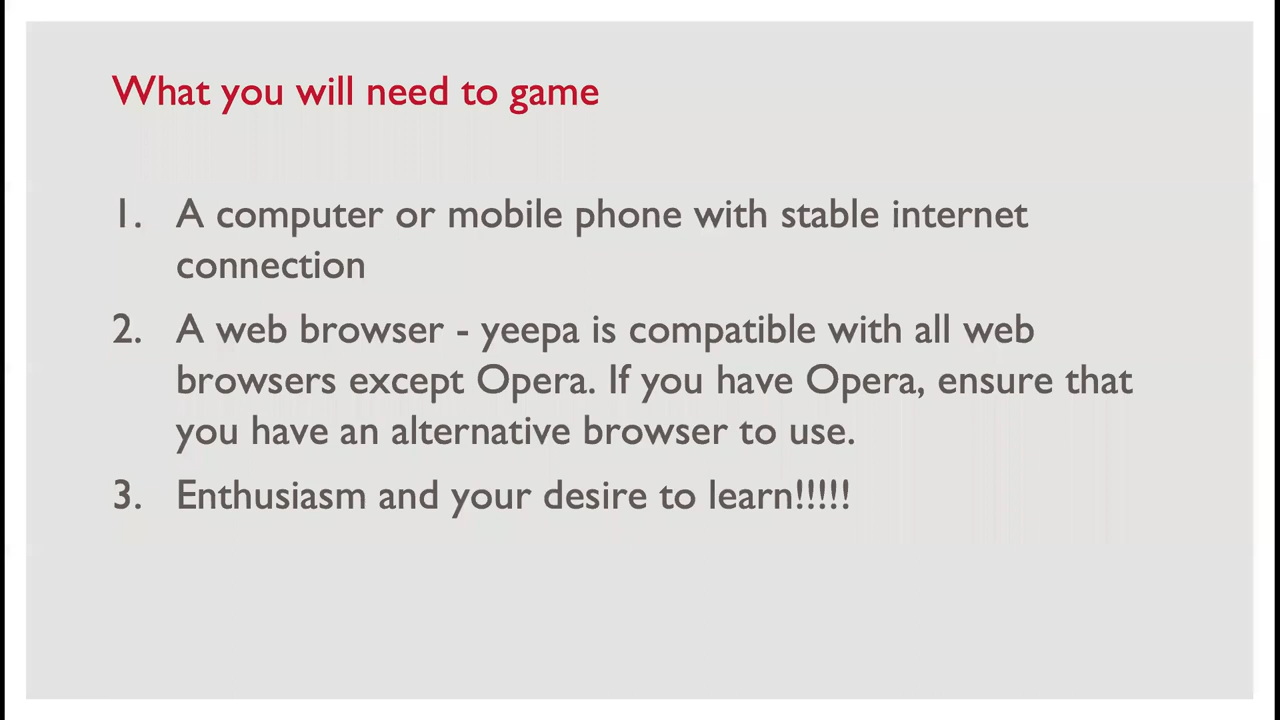 What you will need to game
1. A computer or mobile phone with stable internet
connection
2. A web browser - yeepa is compatible with all web
browsers except Opera. If you have Opera, ensure that
you have an alternative browser to use.
3. Enthusiasm and your desire to learn!!!!!